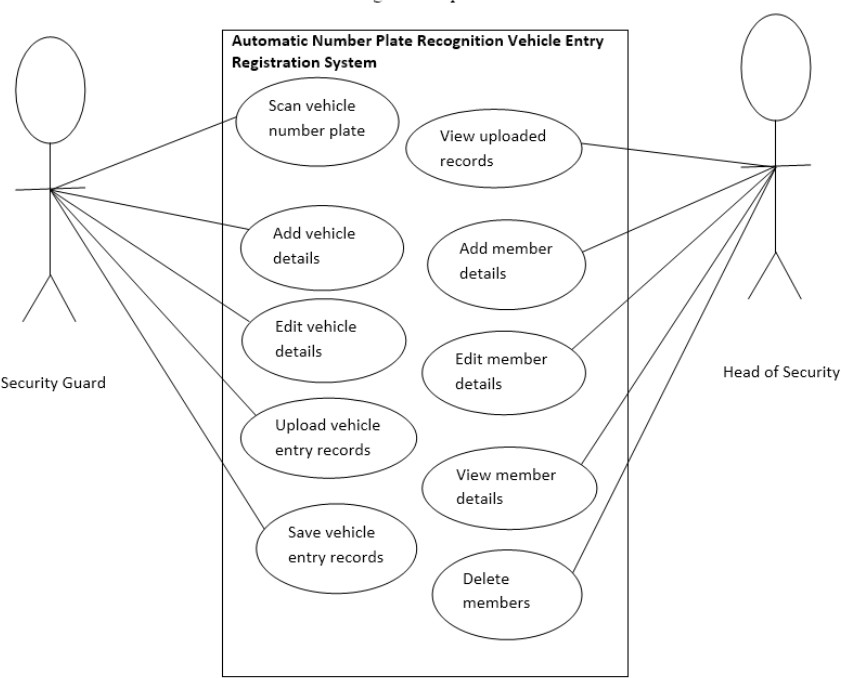 Automatic Number Plate Recognition Vehicle Entry
Registration System
Scan vehicle
number plate
View uploaded
records
Add vehicle
details
Add member
details
Edit vehicle
details
Edit member
details
Security Guard
Head of Security
Upload vehicle
entry records
View member
details
Save vehicle
entry records
Delete
members